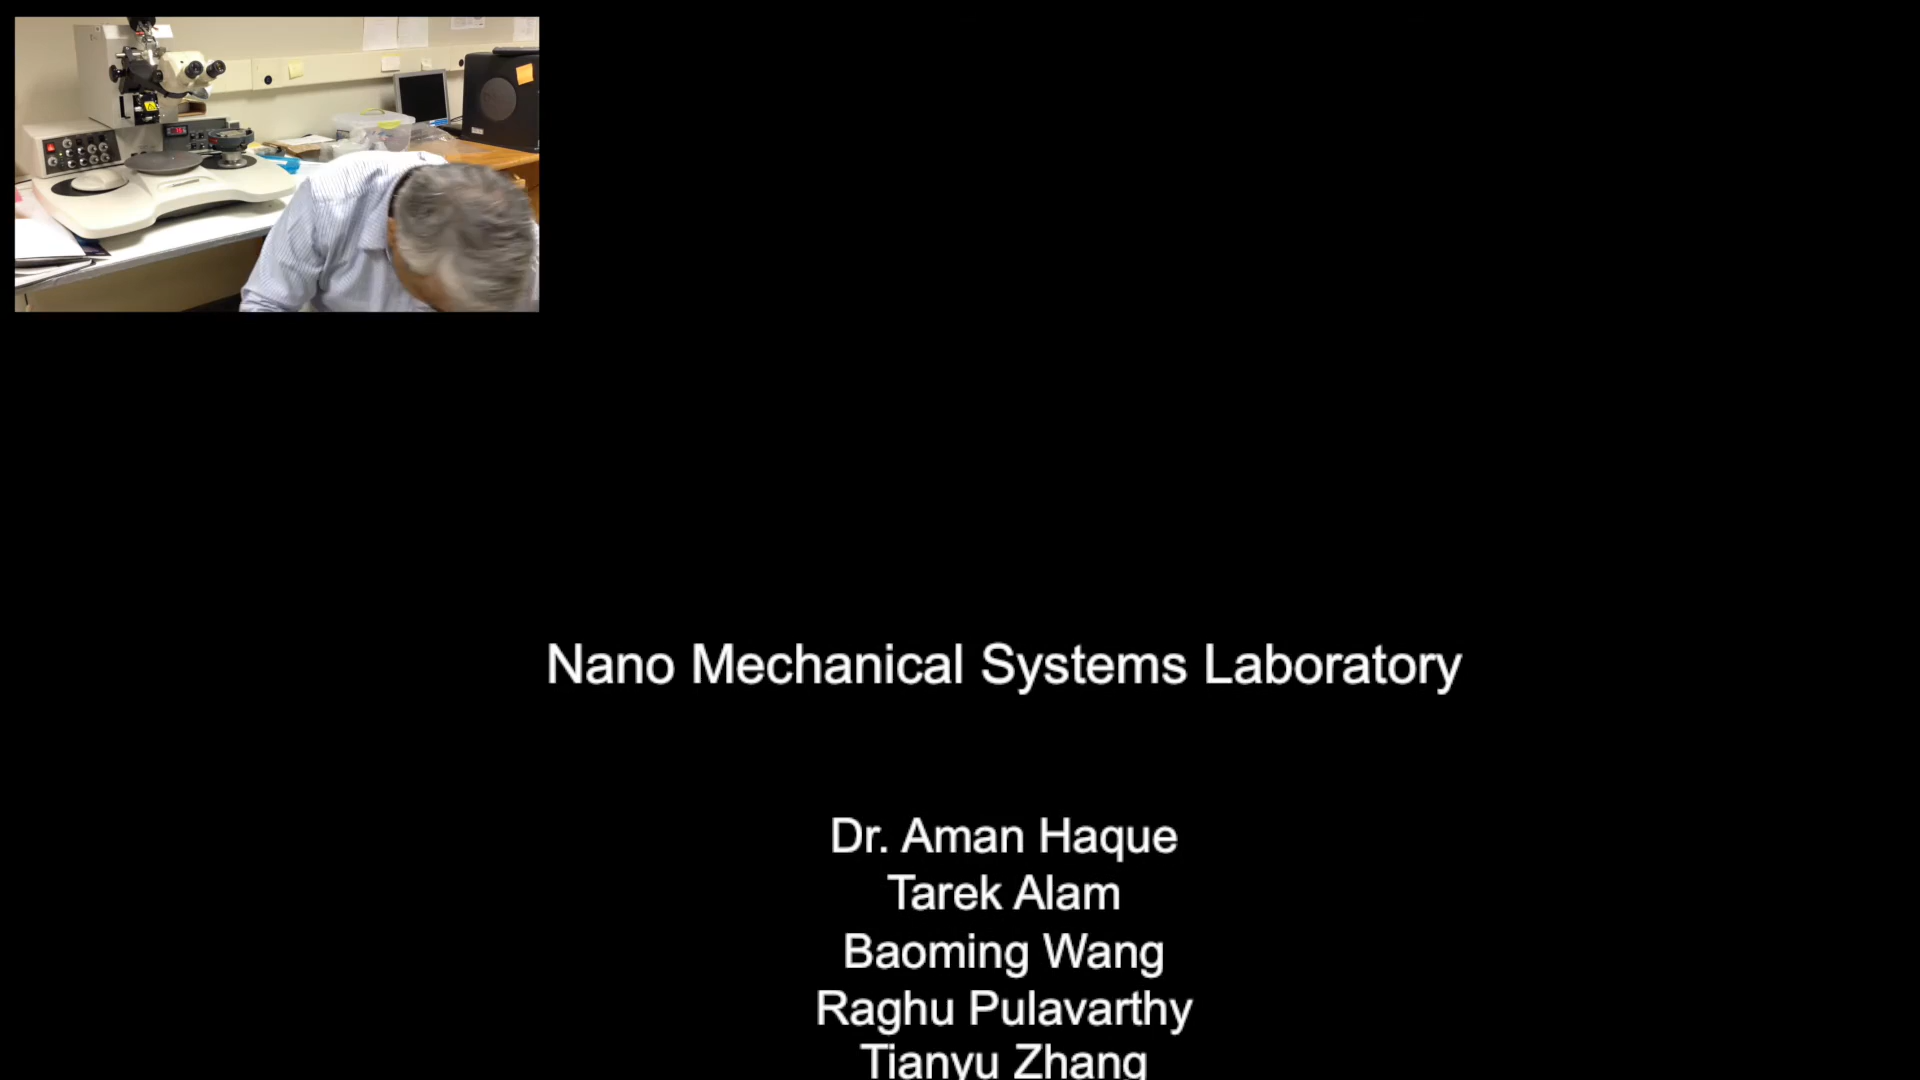 Nano Mechanical Systems Laboratory
Dr. Aman Haque
Tarek Alam
Baoming Wang
Raghu Pulavarthy
Tianyu Zhang